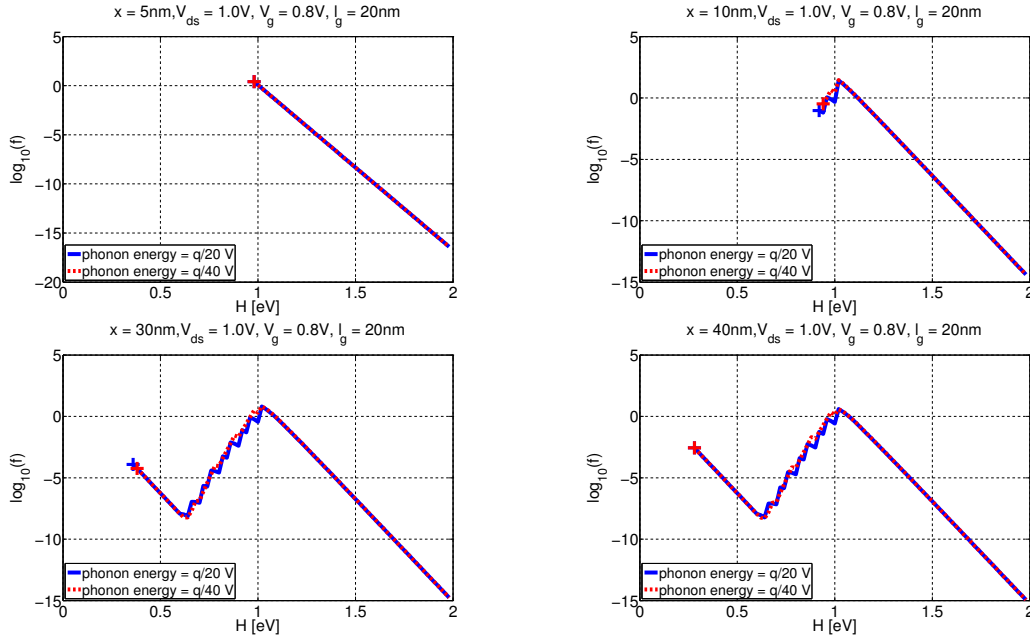 x = 5nm,V_ds = 1.0V, V_g = 0.8V, l_g = 20nm
5
0
−5
−10
−15
−20
log_10(f)
phonon energy = q/20 V
phonon energy = q/40 V
0
0.5
1
1.5
2
H [eV]
x = 10nm,V_ds = 1.0V, V_g = 0.8V, l_g = 20nm
5
0
−5
−10
−15
log_10(f)
phonon energy = q/20 V
phonon energy = q/40 V
0
0.5
1
1.5
2
H [eV]
x = 30nm,V_ds = 1.0V, V_g = 0.8V, l_g = 20nm
5
0
−5
−10
−15
log_10(f)
phonon energy = q/20 V
phonon energy = q/40 V
0
0.5
1
1.5
2
H [eV]
x = 40nm,V_ds = 1.0V, V_g = 0.8V, l_g = 20nm
5
0
−5
−10
−15
log_10(f)
phonon energy = q/20 V
phonon energy = q/40 V
0
0.5
1
1.5
2
H [eV]